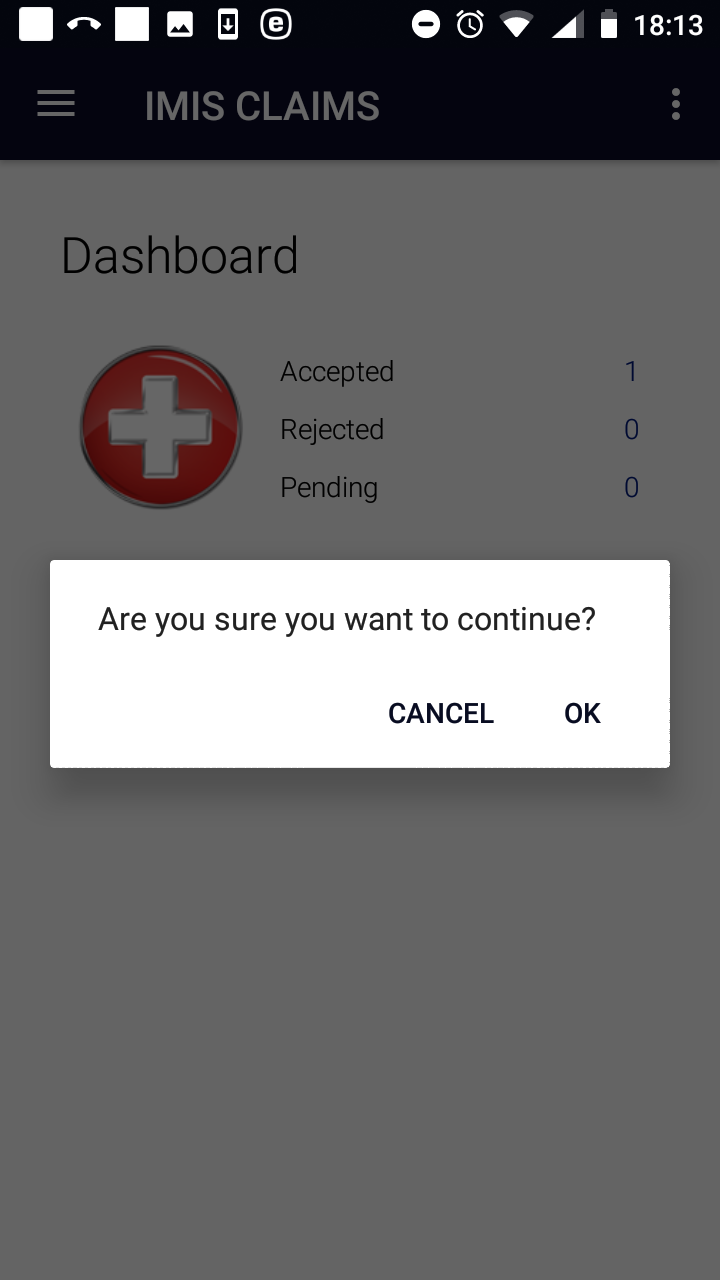 18:13
IMIS CLAIMS
Dashboard
Accepted 1
Rejected 0
Pending 0
Are you sure you want to continue?
CANCEL OK